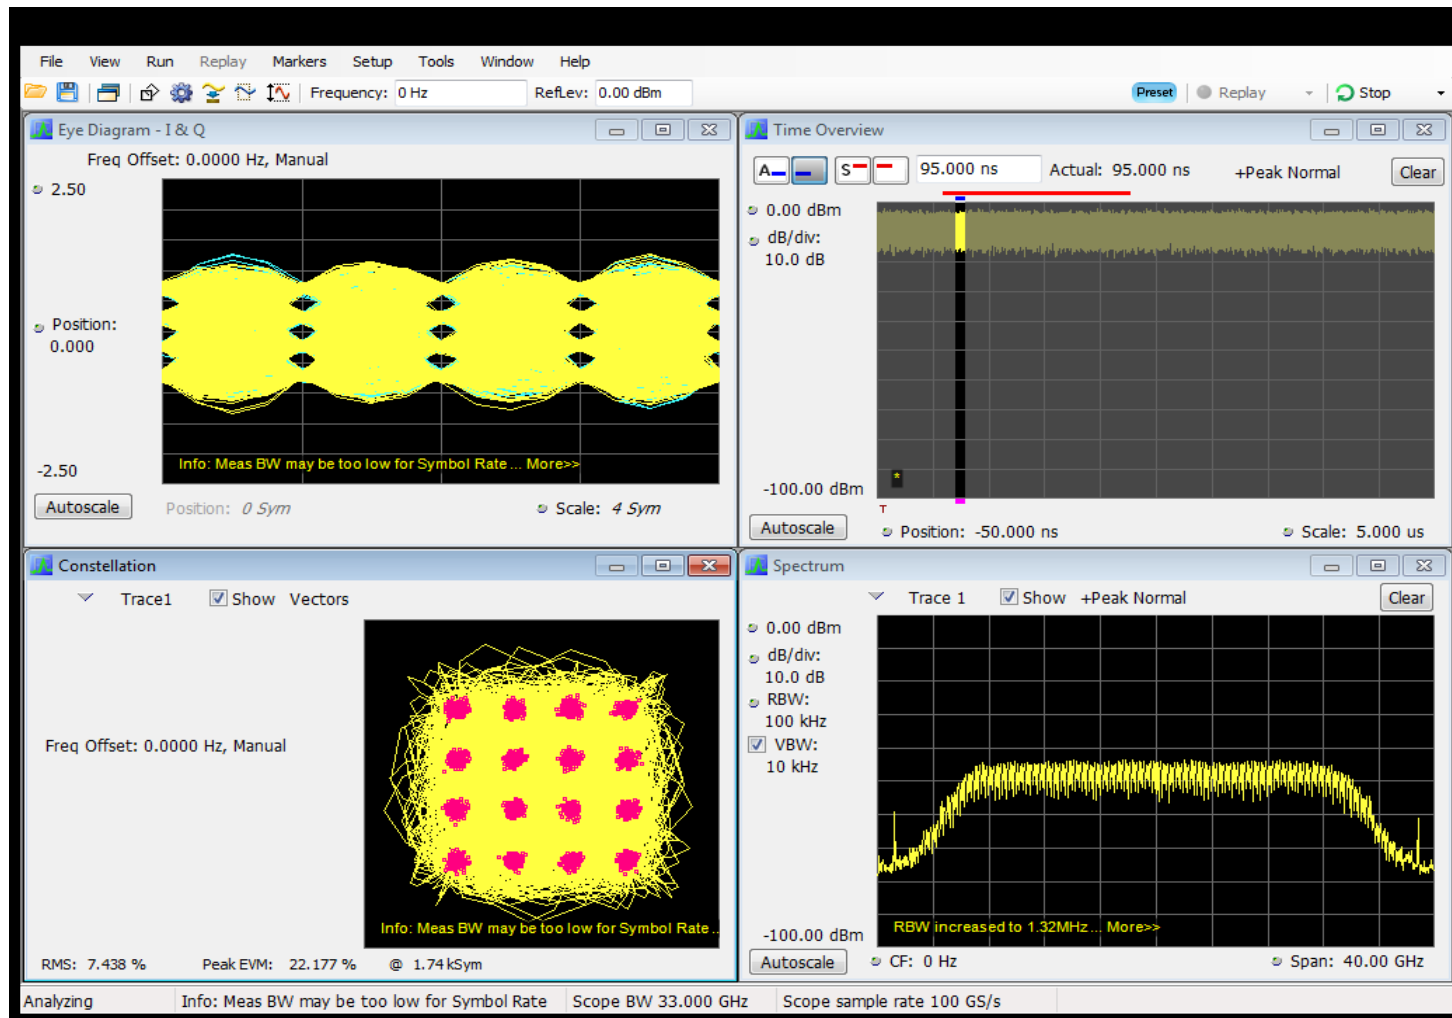 File View Run Replay Markers Setup Tools Window Help
Frequency: 0 Hz RefLev: 0.00 dBm Preset Replay Stop
Eye Diagram - I & Q
Freq Offset: 0.0000 Hz, Manual
2.50
Position:
0.000
-2.50
Info: Meas BW may be too low for Symbol Rate ... More>>
Autoscale Position: 0 Sym Scale: 4 Sym
Time Overview
A S 95.000 ns Actual: 95.000 ns +Peak Normal Clear
0.00 dBm
dB/div:
10.0 dB
*
-100.00 dBm
T
Autoscale Position: -50.000 ns Scale: 5.000 us
Constellation
Trace1 Show Vectors
Freq Offset: 0.0000 Hz, Manual
Info: Meas BW may be too low for Symbol Rate ..
RMS: 7.438 % Peak EVM: 22.177 % @ 1.74 kSym
Spectrum
Trace 1 Show +Peak Normal Clear
0.00 dBm
dB/div:
10.0 dB
RBW:
100 kHz
VBW:
10 kHz
-100.00 dBm
RBW increased to 1.32MHz ... More>>
Autoscale CF: 0 Hz Span: 40.00 GHz
Analyzing Info: Meas BW may be too low for Symbol Rate Scope BW 33.000 GHz Scope sample rate 100 GS/s